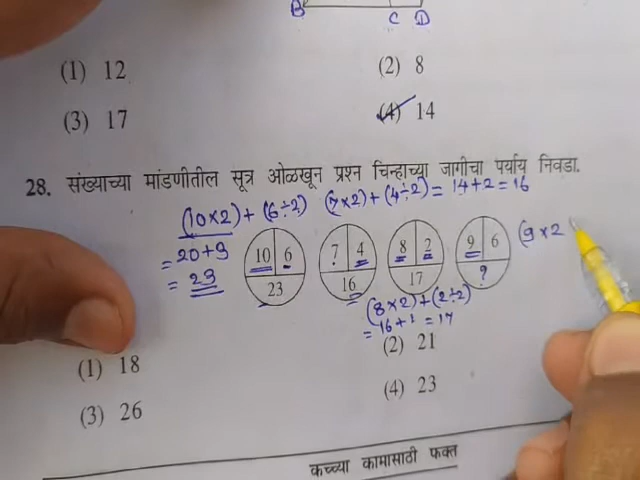 B C D
(1) 12 (2) 8
(3) 17 (4) 14
28. संख्याच्या मांडणीतील सूत्र ओळखून प्रश्न चिन्हाच्या जागीचा पर्याय निवडा.
(10×2) + (6÷2) (7×2) + (4÷2) = 14+2 = 16
= 20+9
= 23
10 6 23
7 4 16
8 2 17
9 6 ?
(9×2
(8×2) + (2÷2)
= 16+1 = 17
(1) 18 (2) 21
(3) 26 (4) 23
कच्च्या कामासाठी फक्त